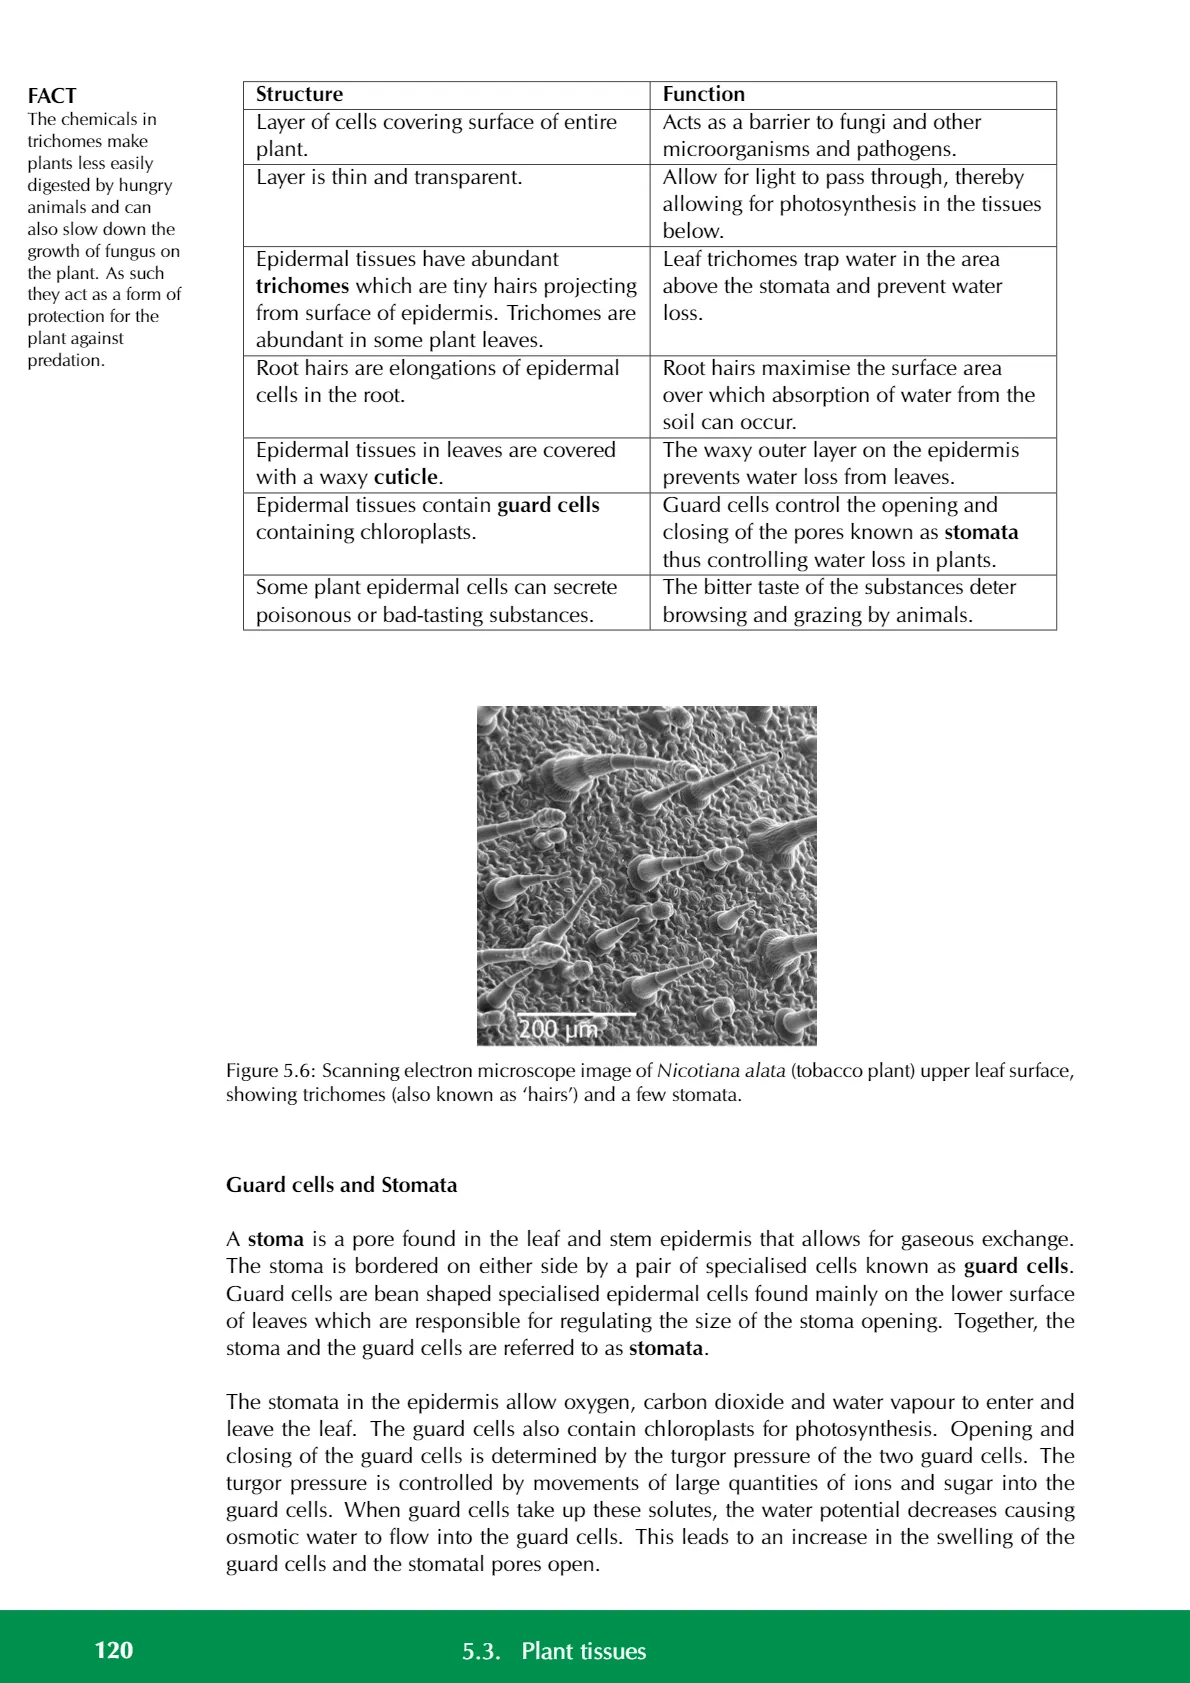 FACT
The chemicals in
trichomes make
plants less easily
digested by hungry
animals and can
also slow down the
growth of fungus on
the plant. As such
they act as a form of
protection for the
plant against
predation.
Structure
Function
Layer of cells covering surface of entire
plant.
Acts as a barrier to fungi and other
microorganisms and pathogens.
Layer is thin and transparent.
Allow for light to pass through, thereby
allowing for photosynthesis in the tissues
below.
Epidermal tissues have abundant
trichomes which are tiny hairs projecting
from surface of epidermis. Trichomes are
abundant in some plant leaves.
Leaf trichomes trap water in the area
above the stomata and prevent water
loss.
Root hairs are elongations of epidermal
cells in the root.
Root hairs maximise the surface area
over which absorption of water from the
soil can occur.
Epidermal tissues in leaves are covered
with a waxy cuticle.
The waxy outer layer on the epidermis
prevents water loss from leaves.
Epidermal tissues contain guard cells
containing chloroplasts.
Guard cells control the opening and
closing of the pores known as stomata
thus controlling water loss in plants.
Some plant epidermal cells can secrete
poisonous or bad-tasting substances.
The bitter taste of the substances deter
browsing and grazing by animals.
200 µm
Figure 5.6: Scanning electron microscope image of Nicotiana alata (tobacco plant) upper leaf surface,
showing trichomes (also known as ‘hairs’) and a few stomata.
Guard cells and Stomata
A stoma is a pore found in the leaf and stem epidermis that allows for gaseous exchange.
The stoma is bordered on either side by a pair of specialised cells known as guard cells.
Guard cells are bean shaped specialised epidermal cells found mainly on the lower surface
of leaves which are responsible for regulating the size of the stoma opening. Together, the
stoma and the guard cells are referred to as stomata.
The stomata in the epidermis allow oxygen, carbon dioxide and water vapour to enter and
leave the leaf. The guard cells also contain chloroplasts for photosynthesis. Opening and
closing of the guard cells is determined by the turgor pressure of the two guard cells. The
turgor pressure is controlled by movements of large quantities of ions and sugar into the
guard cells. When guard cells take up these solutes, the water potential decreases causing
osmotic water to flow into the guard cells. This leads to an increase in the swelling of the
guard cells and the stomatal pores open.
120
5.3. Plant tissues